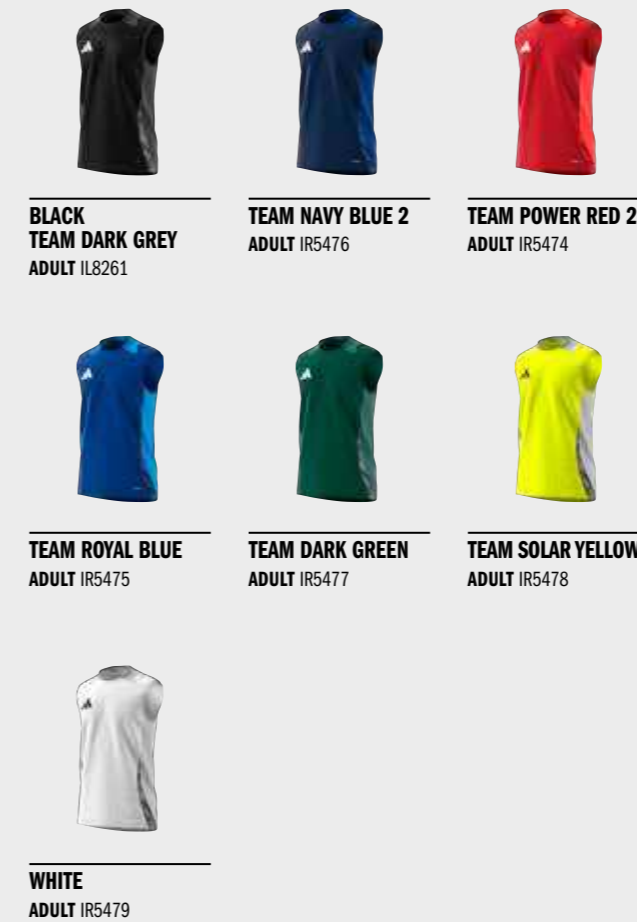 BLACK
TEAM DARK GREY
ADULT IL8261
TEAM NAVY BLUE 2
ADULT IR5476
TEAM POWER RED 2
ADULT IR5474
TEAM ROYAL BLUE
ADULT IR5475
TEAM DARK GREEN
ADULT IR5477
TEAM SOLAR YELLOW
ADULT IR5478
WHITE
ADULT IR5479